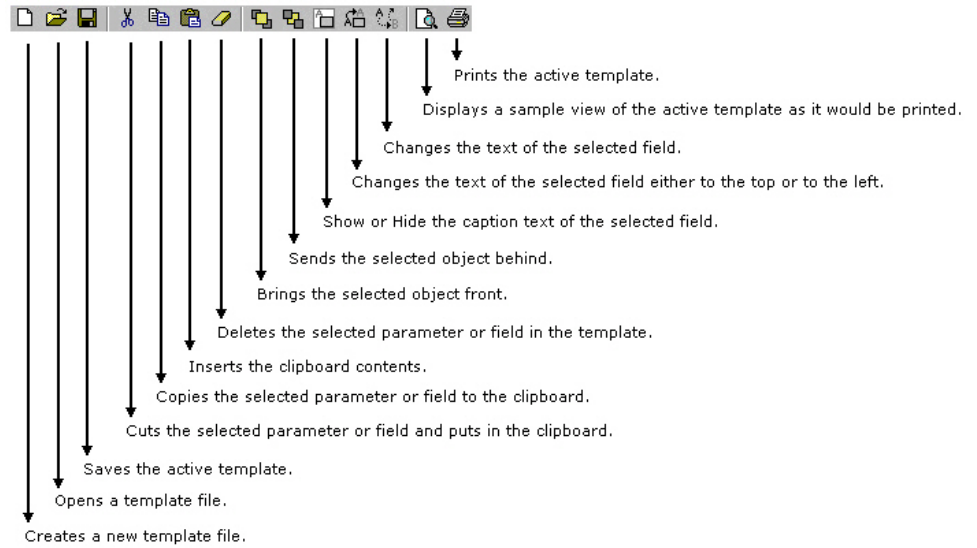 Prints the active template.
Displays a sample view of the active template as it would be printed.
Changes the text of the selected field.
Changes the text of the selected field either to the top or to the left.
Show or Hide the caption text of the selected field.
Sends the selected object behind.
Brings the selected object front.
Deletes the selected parameter or field in the template.
Inserts the clipboard contents.
Copies the selected parameter or field to the clipboard.
Cuts the selected parameter or field and puts in the clipboard.
Saves the active template.
Opens a template file.
Creates a new template file.